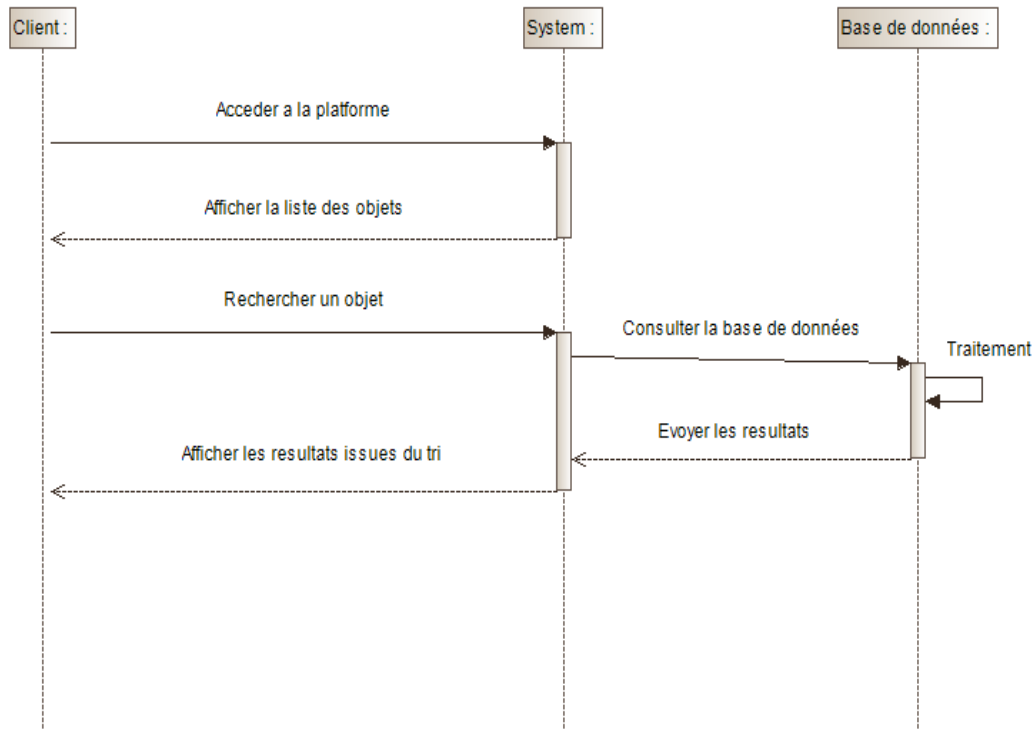 Client :
System :
Base de données :
Acceder a la platforme
Afficher la liste des objets
Rechercher un objet
Consulter la base de données
Traitement
Evoyer les resultats
Afficher les resultats issues du tri